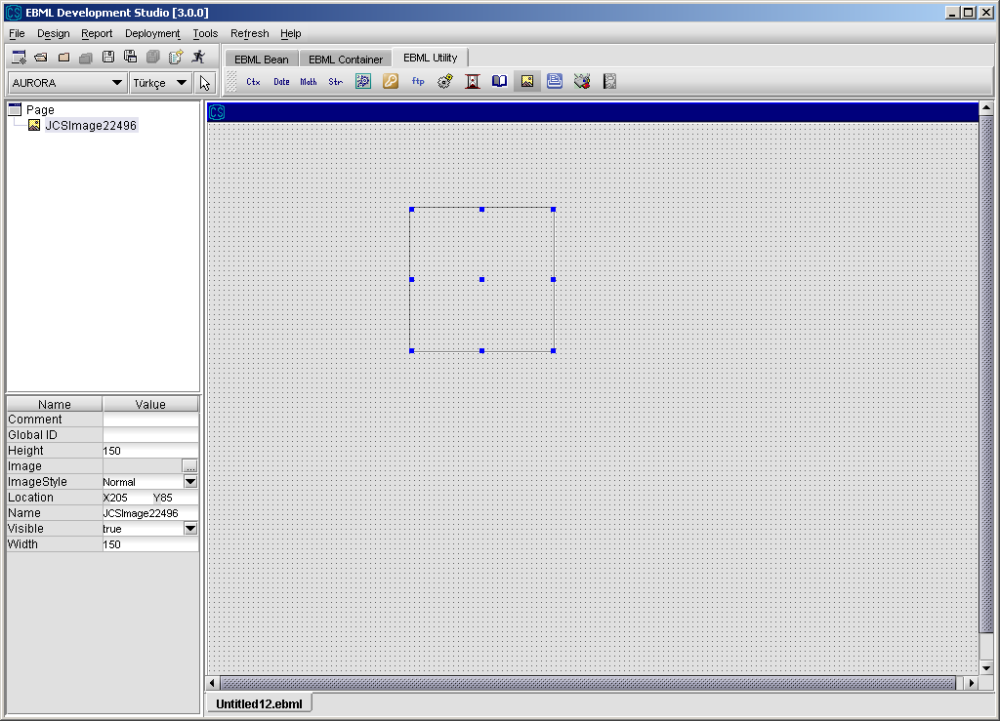 EBML Development Studio [3.0.0]
File Design Report Deployment Tools Refresh Help
EBML Bean EBML Container EBML Utility
AURORA Türkçe Ctx Date Math Str ftp
Page
JCSImage22496
CS
Name Value
Comment
Global ID
Height 150
Image ...
ImageStyle Normal
Location X205 Y85
Name JCSImage22496
Visible true
Width 150
Untitled12.ebml